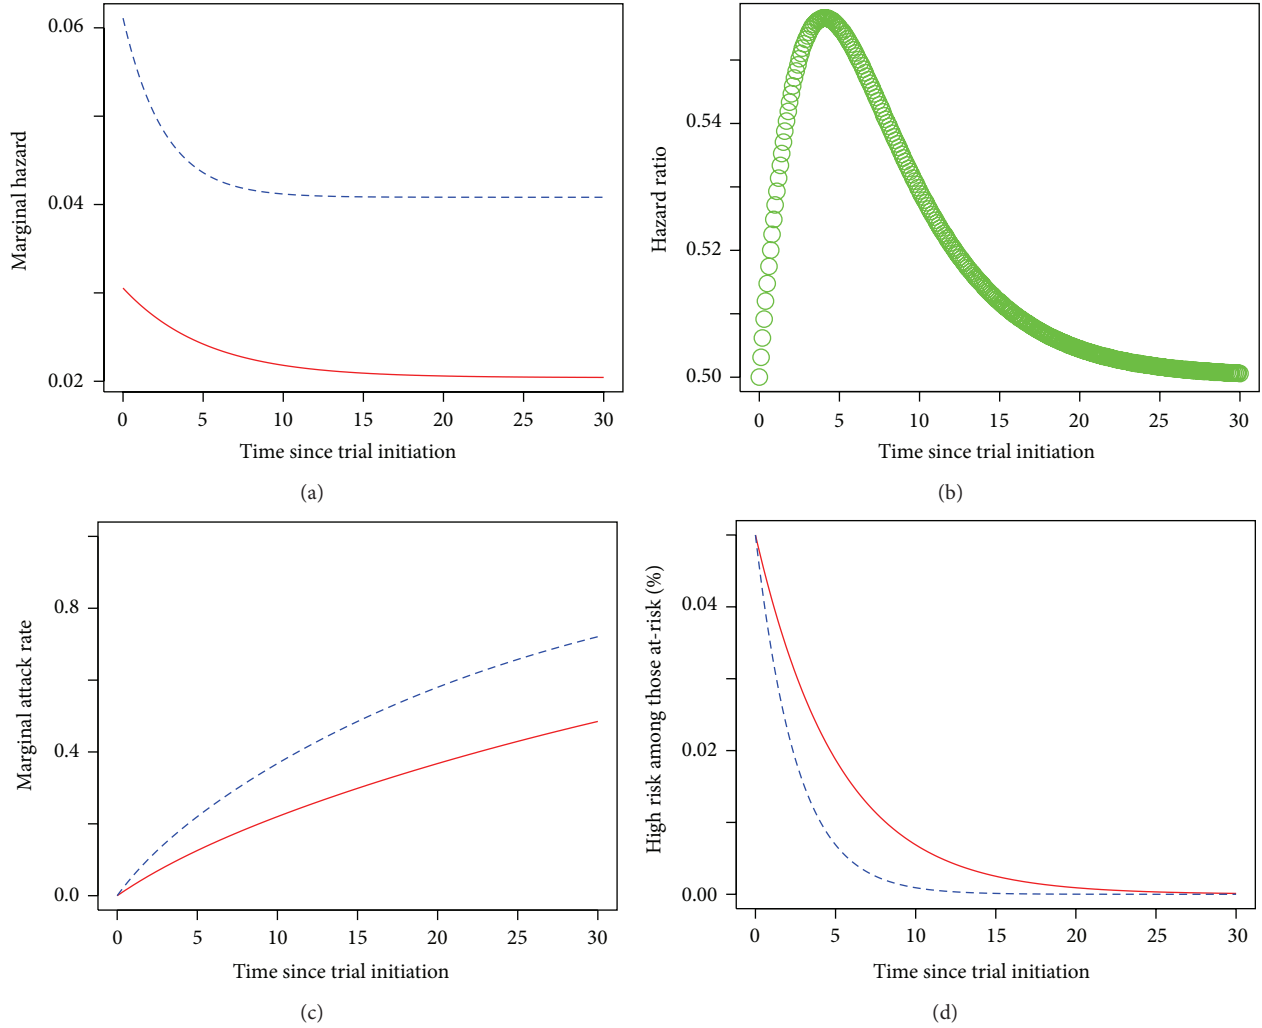 Marginal hazard
0.06
0.04
0.02
0 5 10 15 20 25 30
Time since trial initiation
(a)
Hazard ratio
0.54
0.52
0.50
0 5 10 15 20 25 30
Time since trial initiation
(b)
Marginal attack rate
0.8
0.4
0.0
0 5 10 15 20 25 30
Time since trial initiation
(c)
High risk among those at-risk (%)
0.04
0.02
0.00
0 5 10 15 20 25 30
Time since trial initiation
(d)